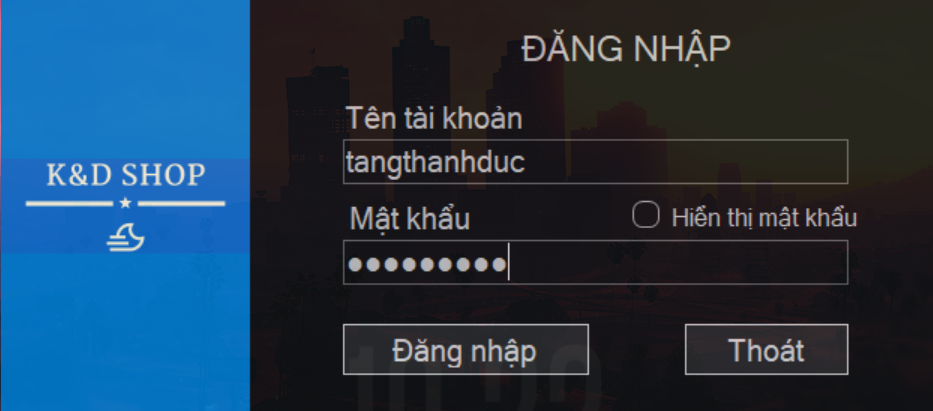 K&D SHOP
ĐĂNG NHẬP
Tên tài khoản
tangthanhduc
Mật khẩu
Hiển thị mật khẩu
●●●●●●●●●
Đăng nhập
Thoát